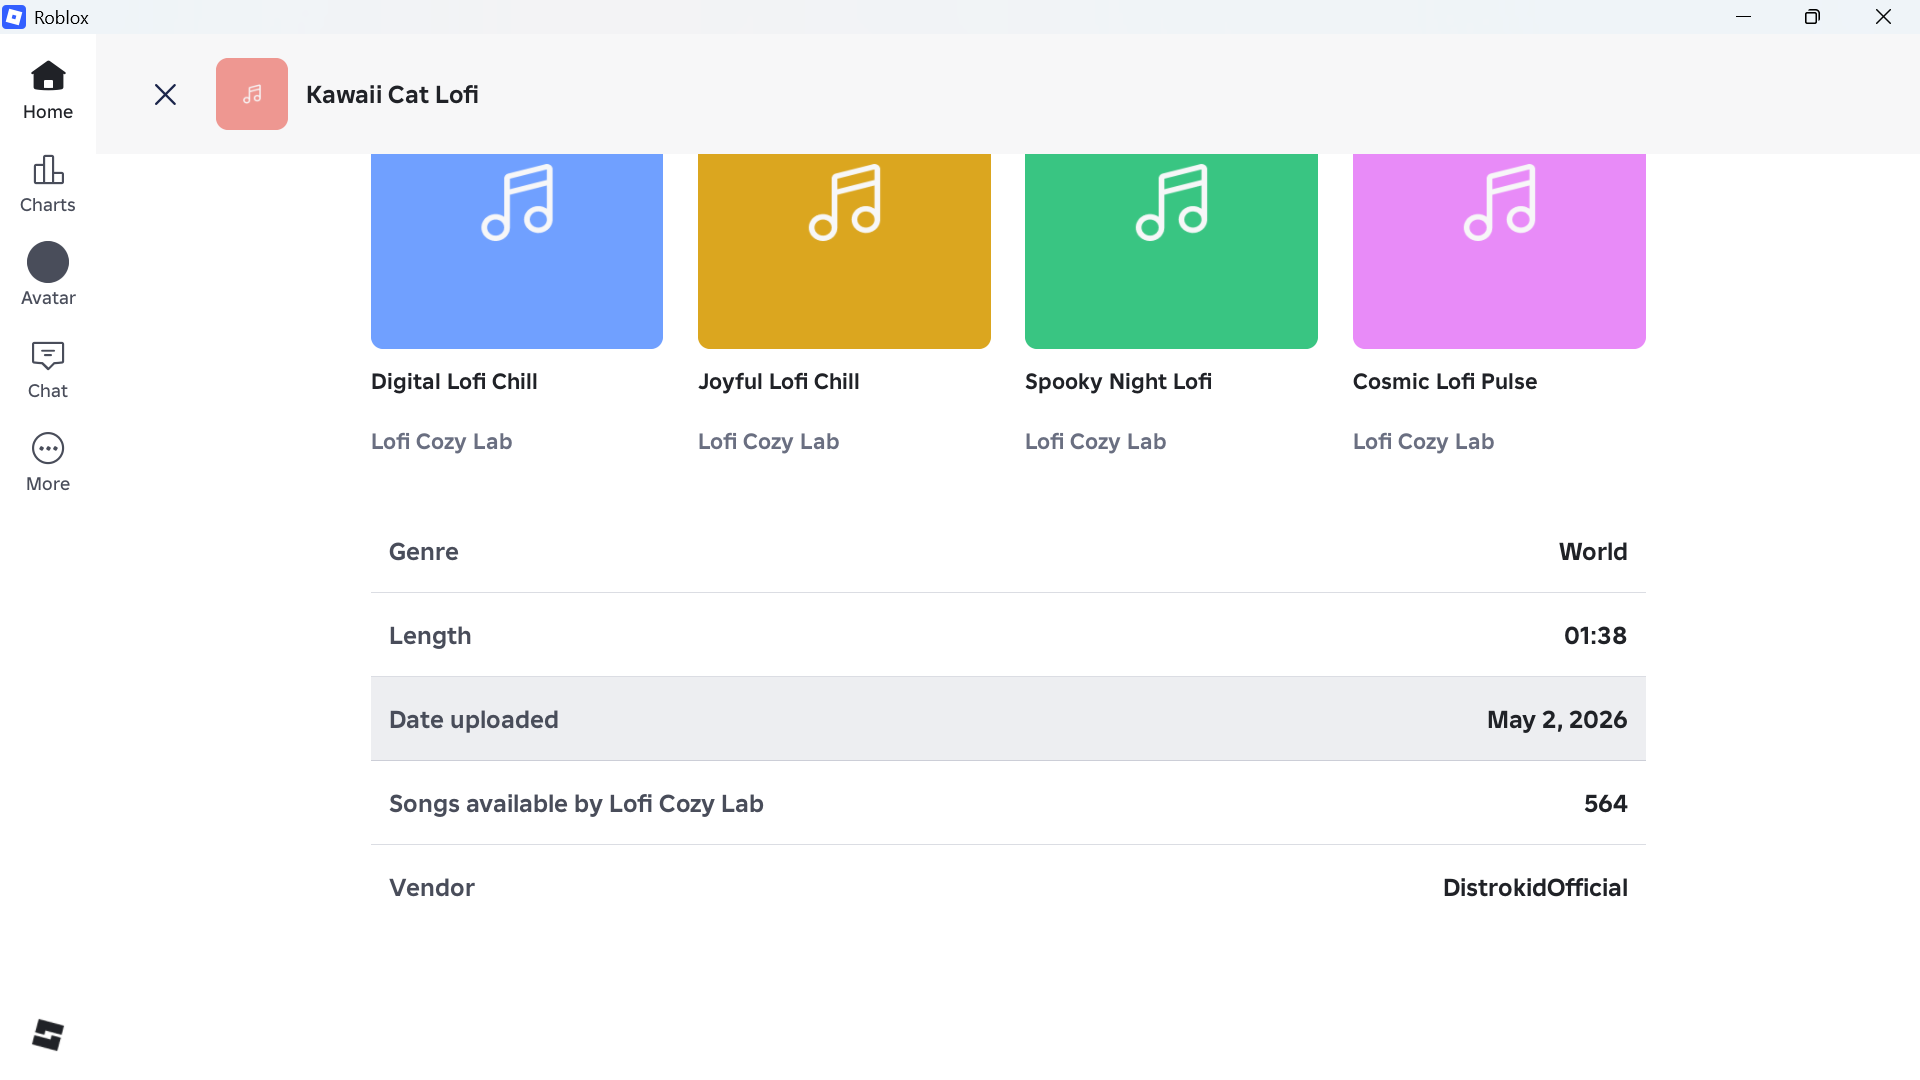 Roblox
Home
Charts
Avatar
Chat
More
Kawaii Cat Lofi
Digital Lofi Chill
Joyful Lofi Chill
Spooky Night Lofi
Cosmic Lofi Pulse
Lofi Cozy Lab
Lofi Cozy Lab
Lofi Cozy Lab
Lofi Cozy Lab
Genre World
Length 01:38
Date uploaded May 2, 2026
Songs available by Lofi Cozy Lab 564
Vendor DistrokidOfficial